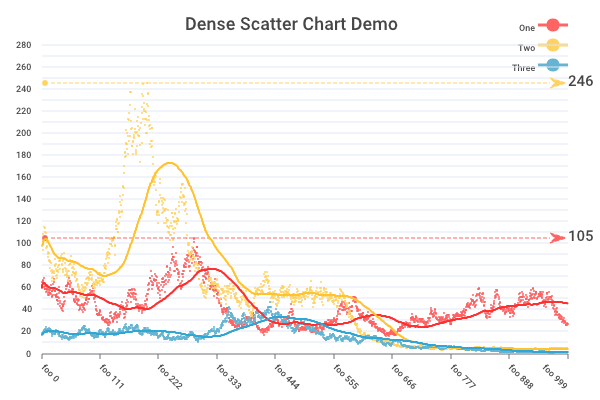 Dense Scatter Chart Demo
One
Two
Three
280
260
240
220
200
180
160
140
120
100
80
60
40
20
0
246
105
foo 0
foo 111
foo 222
foo 333
foo 444
foo 555
foo 666
foo 777
foo 888
foo 999